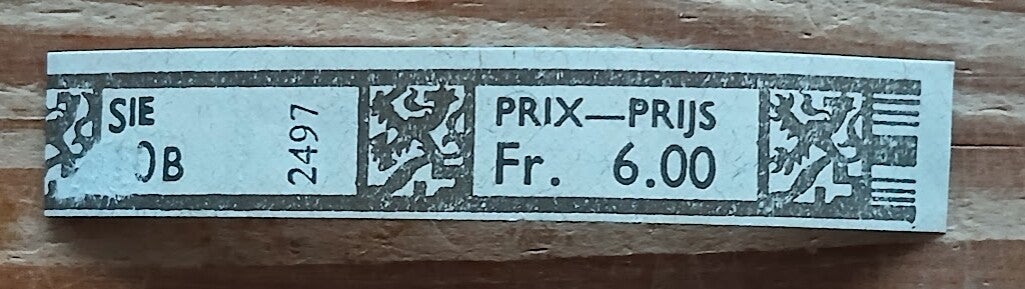 SIE
0B
2497
PRIX—PRIJS
Fr. 6.00